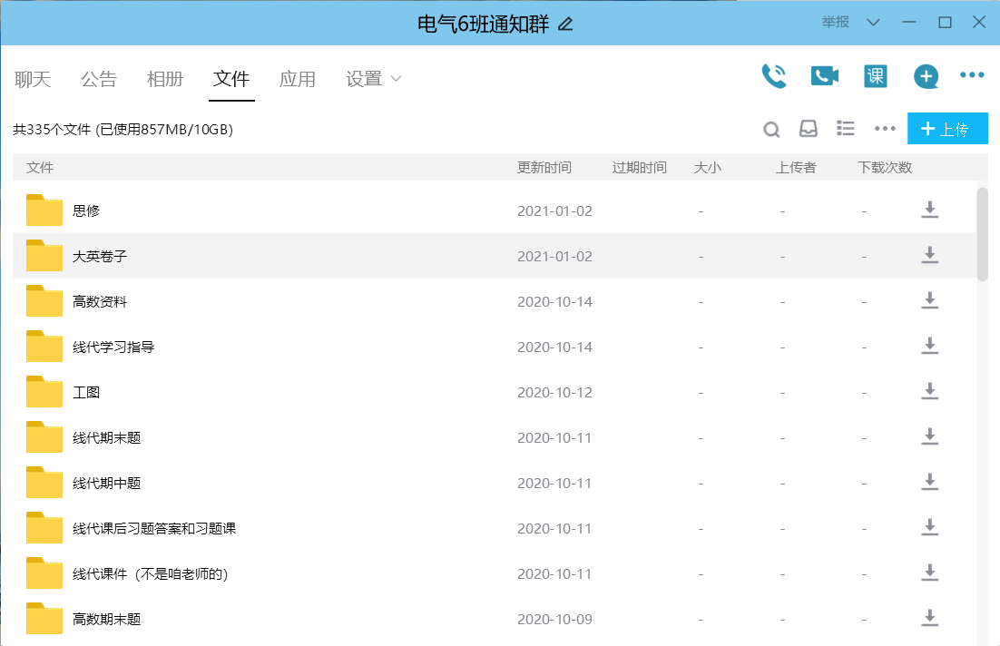 电气6班通知群
举报
聊天 公告 相册 文件 应用 设置
课
共335个文件 (已使用857MB/10GB)
上传
文件 更新时间 过期时间 大小 上传者 下载次数
思修 2021-01-02 - - -
大英卷子 2021-01-02 - - -
高数资料 2020-10-14 - - -
线代学习指导 2020-10-14 - - -
工图 2020-10-12 - - -
线代期末题 2020-10-11 - - -
线代期中题 2020-10-11 - - -
线代课后习题答案和习题课 2020-10-11 - - -
线代课件（不是咱老师的） 2020-10-11 - - -
高数期末题 2020-10-09 - - -